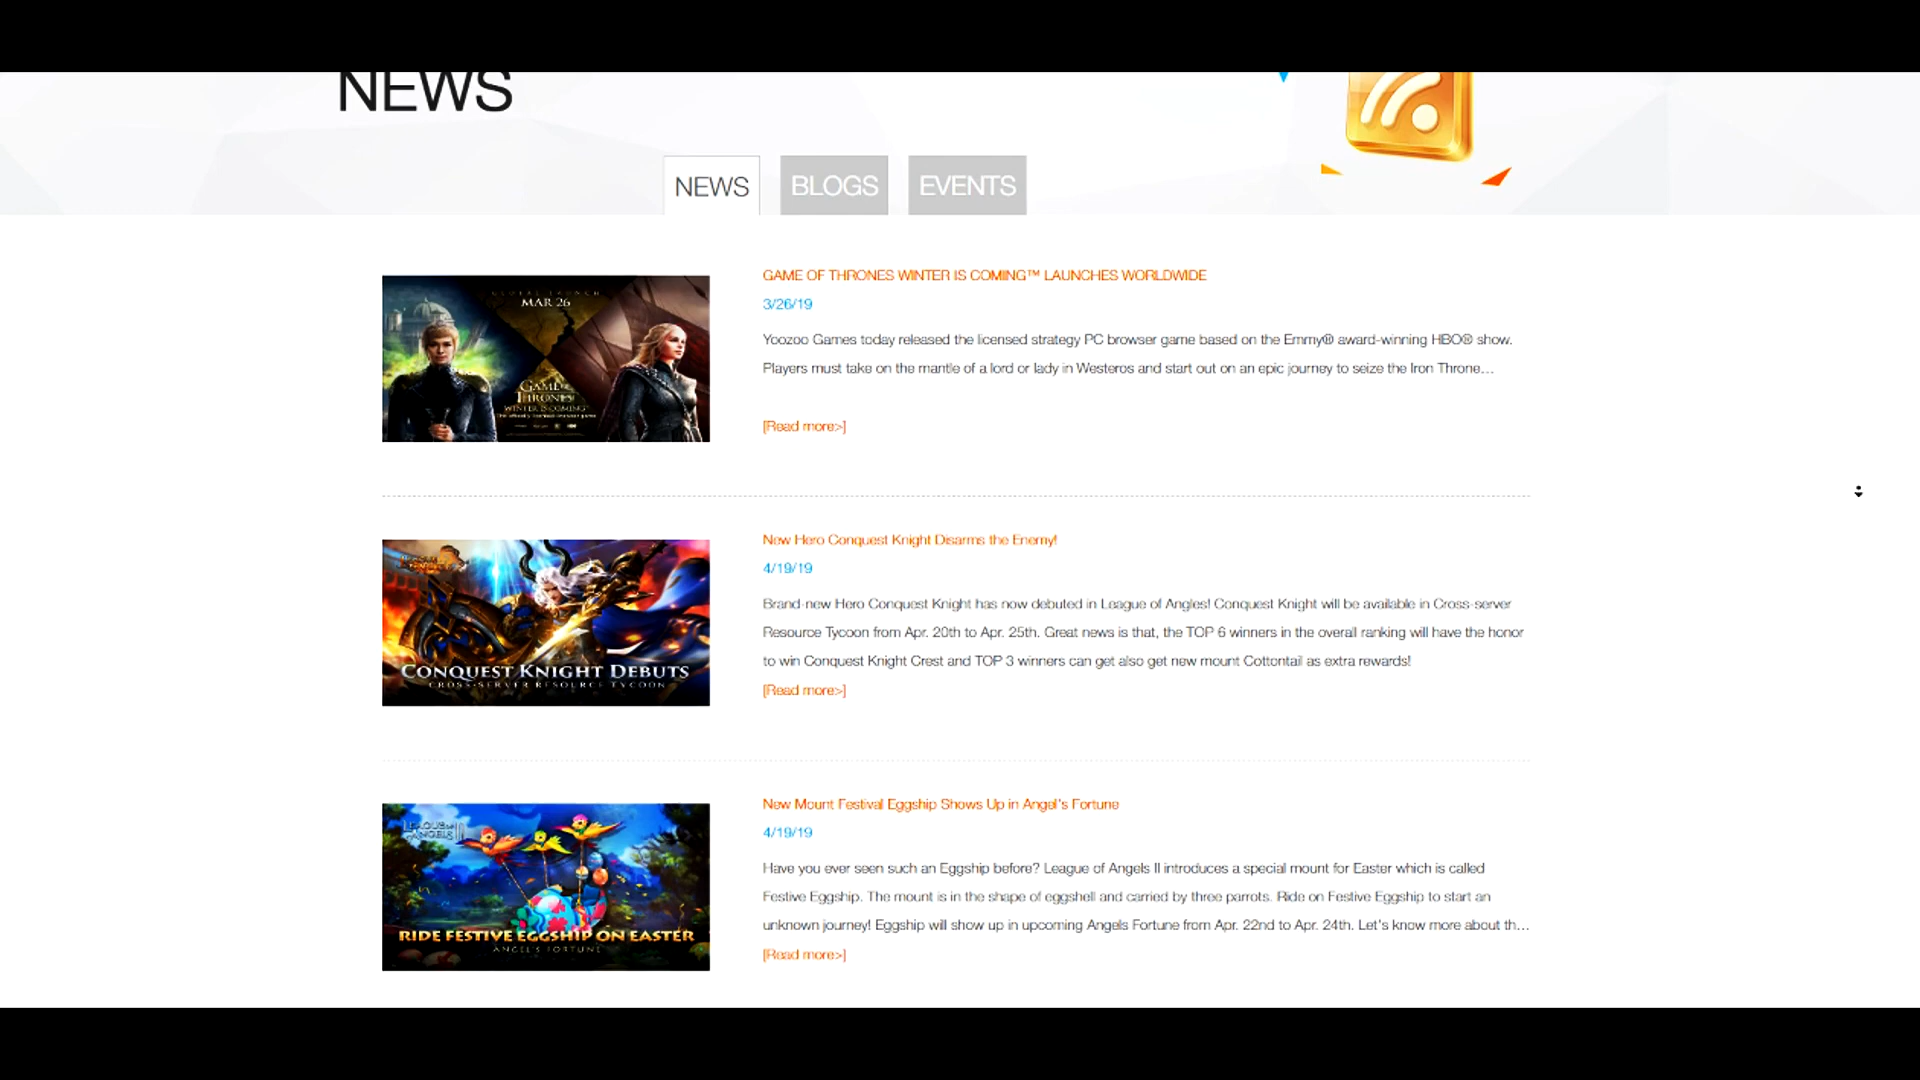 NEWS
NEWS
BLOGS
EVENTS
GLOBAL LAUNCH
MAR 26
GAME OF
THRONES
WINTER IS COMING
GAME OF THRONES WINTER IS COMING™ LAUNCHES WORLDWIDE
3/26/19
Yoozoo Games today released the licensed strategy PC browser game based on the Emmy® award-winning HBO® show.
Players must take on the mantle of a lord or lady in Westeros and start out on an epic journey to seize the Iron Throne...
[Read more>]
CONQUEST KNIGHT DEBUTS
CROSS-SERVER RESOURCE TYCOON
New Hero Conquest Knight Disarms the Enemy!
4/19/19
Brand-new Hero Conquest Knight has now debuted in League of Angles! Conquest Knight will be available in Cross-server
Resource Tycoon from Apr. 20th to Apr. 25th. Great news is that, the TOP 6 winners in the overall ranking will have the honor
to win Conquest Knight Crest and TOP 3 winners can get also get new mount Cottontail as extra rewards!
[Read more>]
LEAGUE OF
ANGELS II
RIDE FESTIVE EGGSHIP ON EASTER
ANGEL'S FORTUNE
New Mount Festival Eggship Shows Up in Angel's Fortune
4/19/19
Have you ever seen such an Eggship before? League of Angels II introduces a special mount for Easter which is called
Festive Eggship. The mount is in the shape of eggshell and carried by three parrots. Ride on Festive Eggship to start an
unknown journey! Eggship will show up in upcoming Angels Fortune from Apr. 22nd to Apr. 24th. Let's know more about th...
[Read more>]